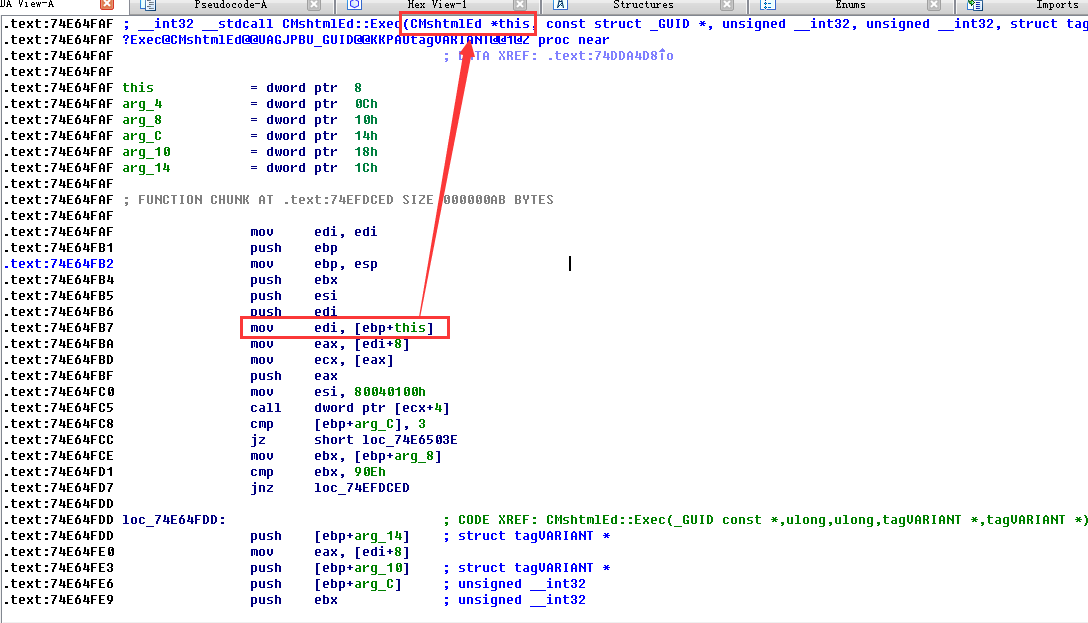 DA View-A Pseudocode-A Hex View-1 Structures Enums Imports
.text:74E64FAF ; __int32 __stdcall CMshtmlEd::Exec(CMshtmlEd *this, const struct _GUID *, unsigned __int32, unsigned __int32, struct tag
.text:74E64FAF ?Exec@CMshtmlEd@@UAGJPBU_GUID@@KKPAUtagVARIANT@@1@Z proc near
.text:74E64FAF ; DATA XREF: .text:74DDA4D8↑o
.text:74E64FAF
.text:74E64FAF this = dword ptr 8
.text:74E64FAF arg_4 = dword ptr 0Ch
.text:74E64FAF arg_8 = dword ptr 10h
.text:74E64FAF arg_C = dword ptr 14h
.text:74E64FAF arg_10 = dword ptr 18h
.text:74E64FAF arg_14 = dword ptr 1Ch
.text:74E64FAF
.text:74E64FAF ; FUNCTION CHUNK AT .text:74EFDCED SIZE 000000AB BYTES
.text:74E64FAF
.text:74E64FAF mov edi, edi
.text:74E64FB1 push ebp
.text:74E64FB2 mov ebp, esp
.text:74E64FB4 push ebx
.text:74E64FB5 push esi
.text:74E64FB6 push edi
.text:74E64FB7 mov edi, [ebp+this]
.text:74E64FBA mov eax, [edi+8]
.text:74E64FBD mov ecx, [eax]
.text:74E64FBF push eax
.text:74E64FC0 mov esi, 80040100h
.text:74E64FC5 call dword ptr [ecx+4]
.text:74E64FC8 cmp [ebp+arg_C], 3
.text:74E64FCC jz short loc_74E6503E
.text:74E64FCE mov ebx, [ebp+arg_8]
.text:74E64FD1 cmp ebx, 90Eh
.text:74E64FD7 jnz loc_74EFDCED
.text:74E64FDD
.text:74E64FDD loc_74E64FDD: ; CODE XREF: CMshtmlEd::Exec(_GUID const *,ulong,ulong,tagVARIANT *,tagVARIANT *)
.text:74E64FDD push [ebp+arg_14] ; struct tagVARIANT *
.text:74E64FE0 mov eax, [edi+8]
.text:74E64FE3 push [ebp+arg_10] ; struct tagVARIANT *
.text:74E64FE6 push [ebp+arg_C] ; unsigned __int32
.text:74E64FE9 push ebx ; unsigned __int32